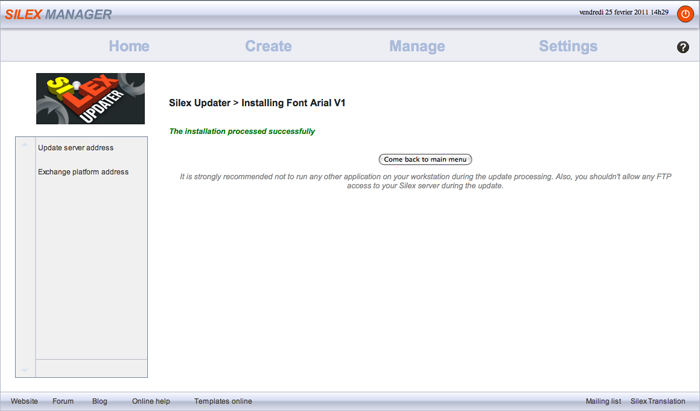 SILEX MANAGER
vendredi 25 fevrier 2011 14h29
Home Create Manage Settings ?
SILEX
UPDATER
Silex Updater > Installing Font Arial V1
The installation processed successfully
Update server address
Come back to main menu
Exchange platform address
It is strongly recommended not to run any other application on your workstation during the update processing. Also, you shouldn't allow any FTP
access to your Silex server during the update.
Website Forum Blog Online help Templates online Mailing list Silex Translation